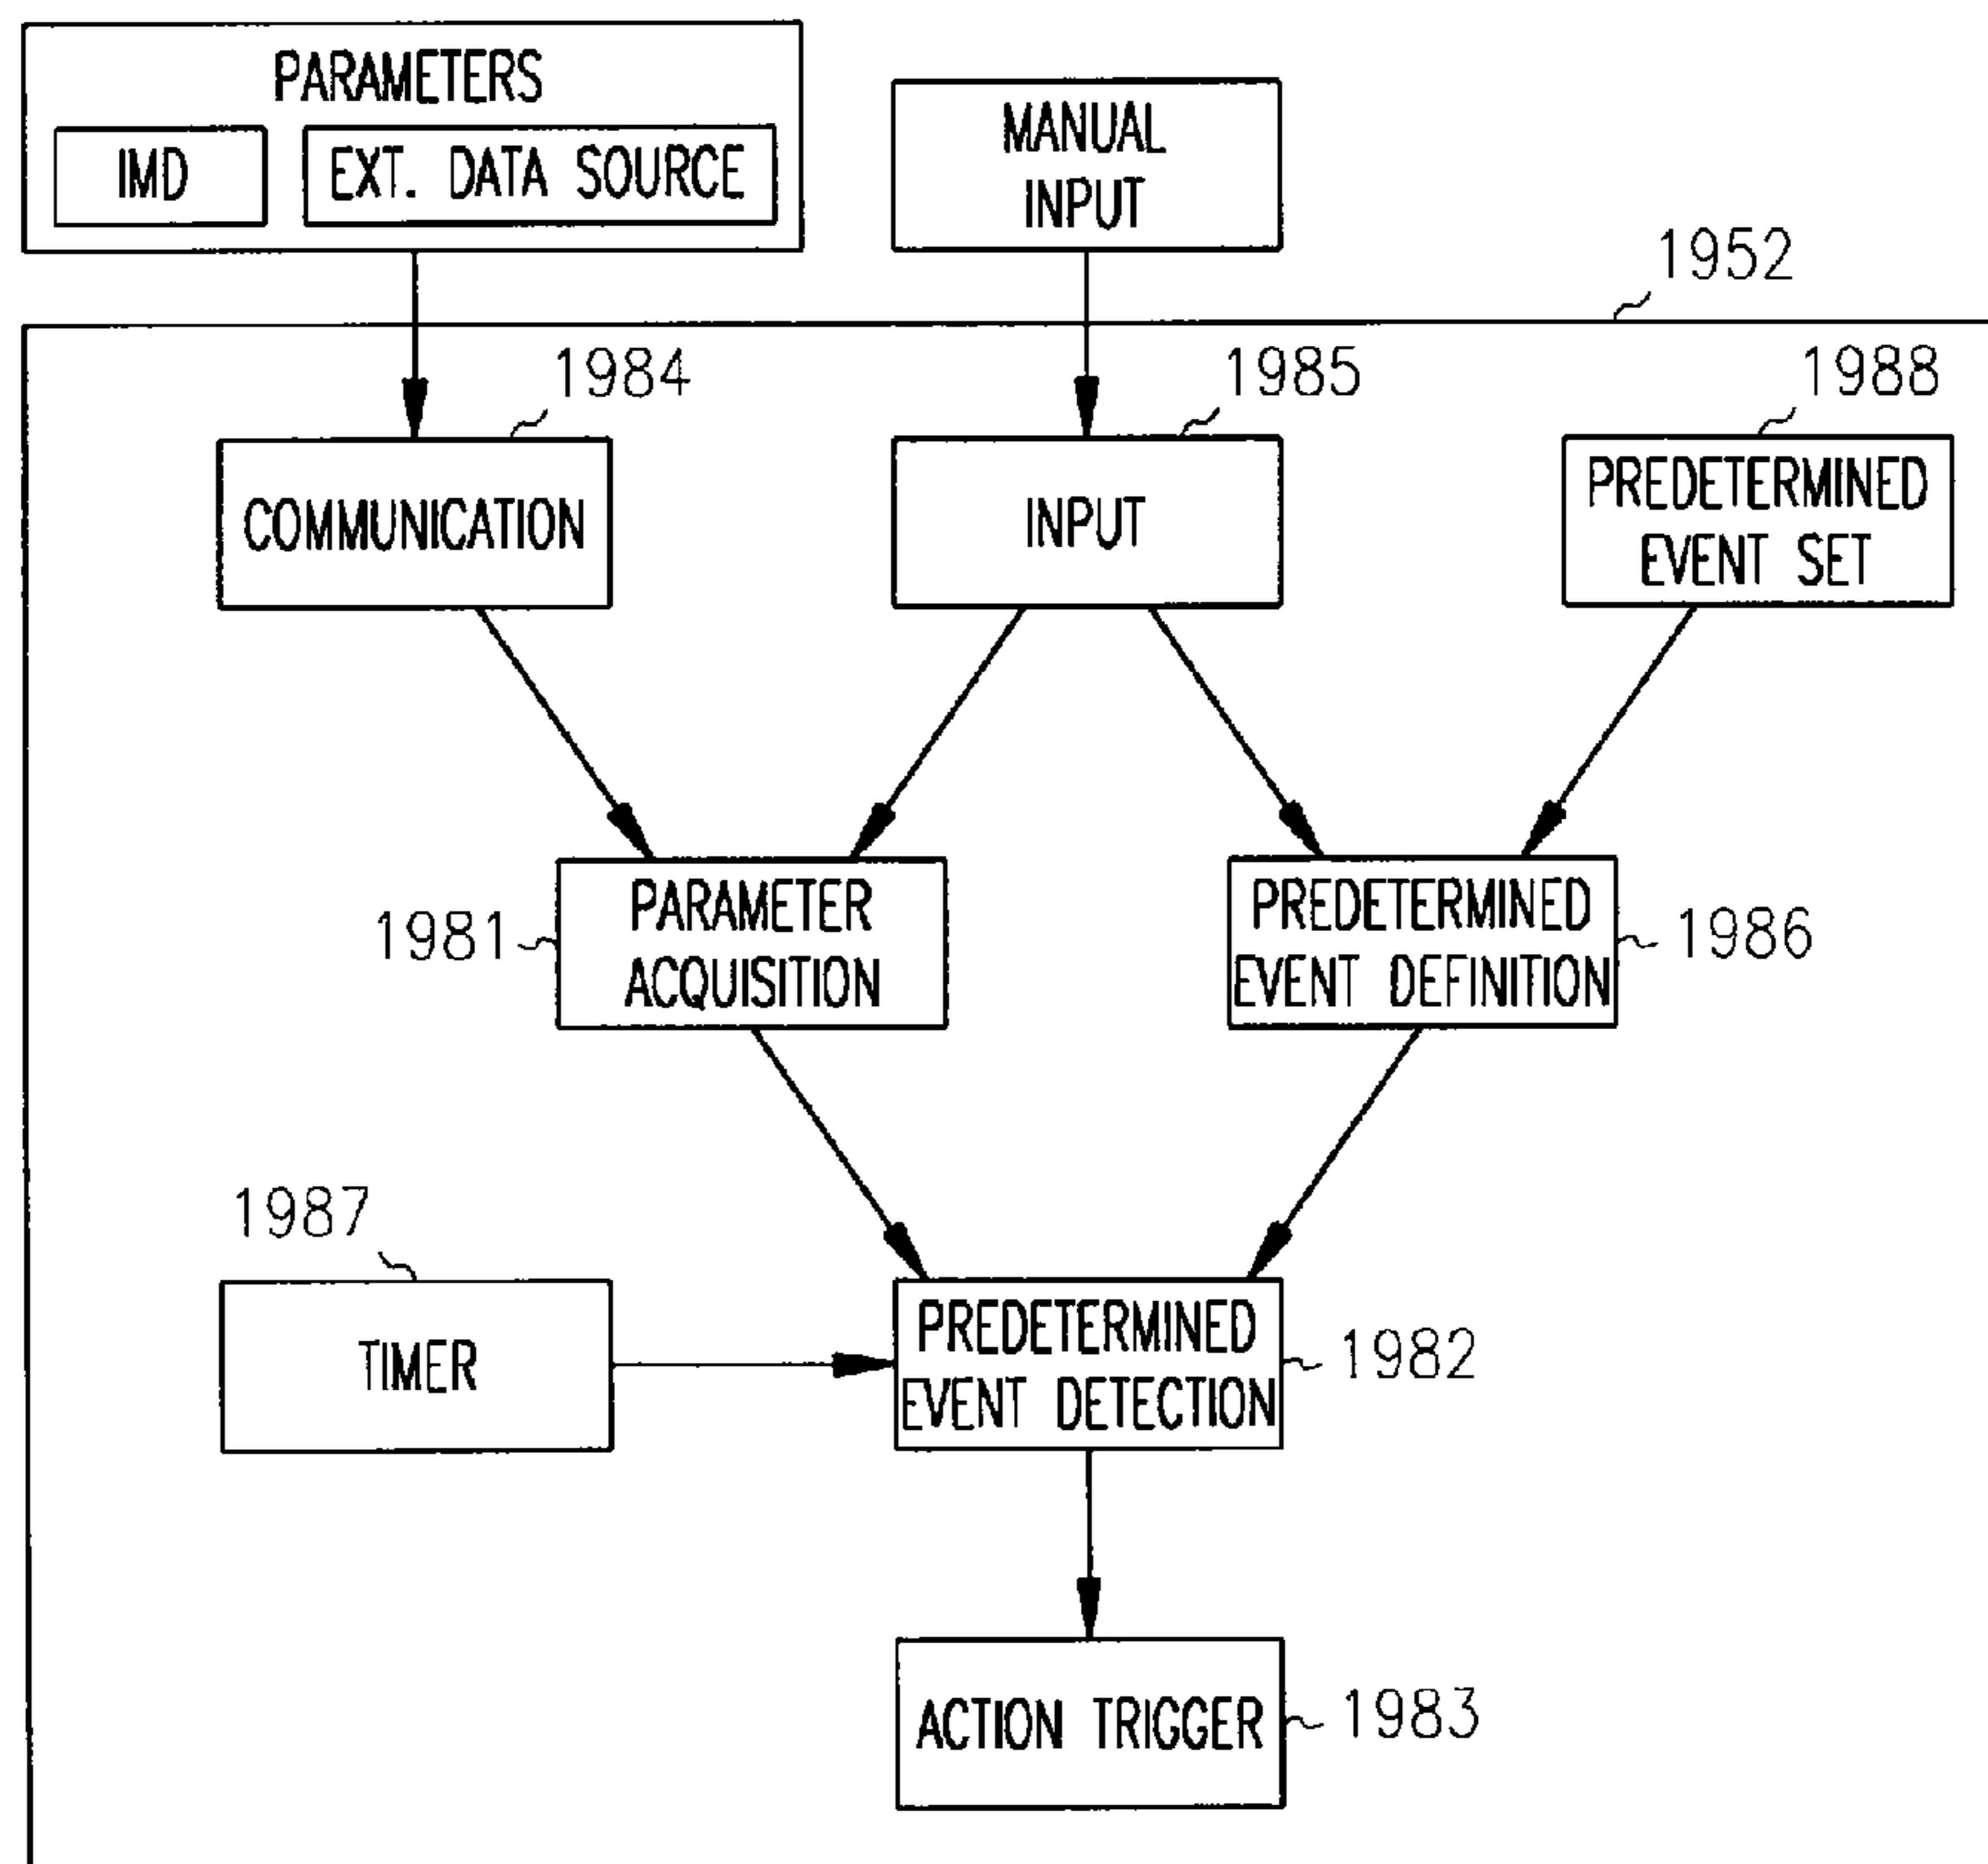 PARAMETERS
IMD
EXT. DATA SOURCE
MANUAL
INPUT
1952
1984
1985
1988
COMMUNICATION
INPUT
PREDETERMINED
EVENT SET
1981
PARAMETER
ACQUISITION
PREDETERMINED
EVENT DEFINITION
1986
1987
TIMER
PREDETERMINED
EVENT DETECTION
1982
ACTION TRIGGER
1983